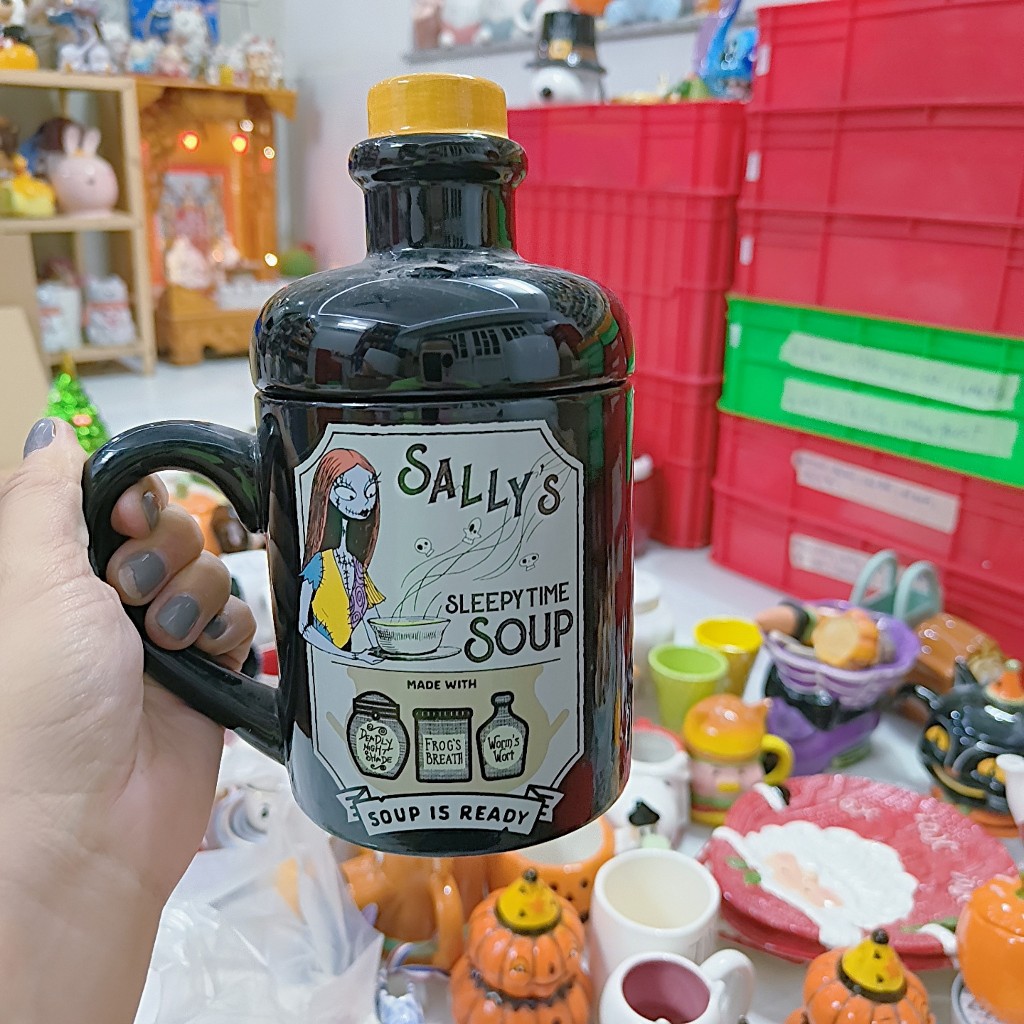 SALLY'S
SLEEPYTIME
SOUP
MADE WITH
DEADLY
NIGHT
SHADE
FROG'S
BREATH
WORM'S
WORT
SOUP IS READY